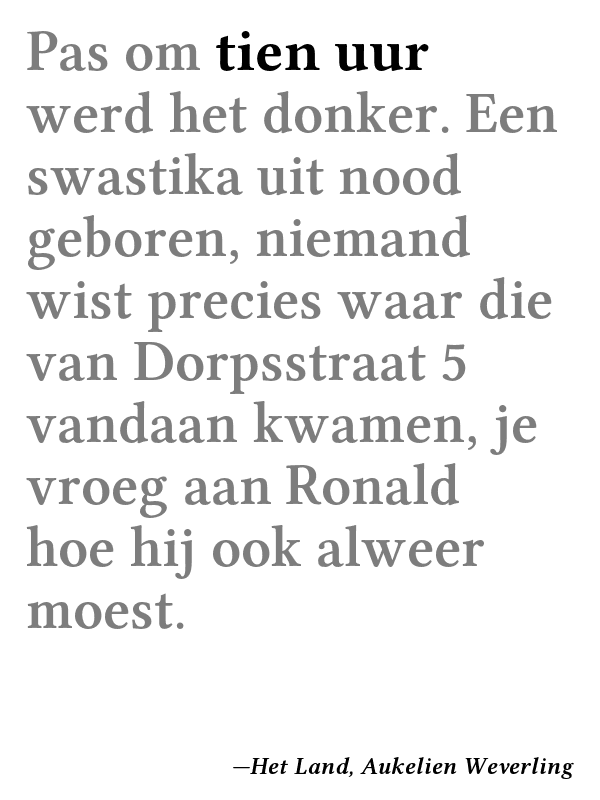 Pas om tien uur
werd het donker. Een
swastika uit nood
geboren, niemand
wist precies waar die
van Dorpsstraat 5
vandaan kwamen, je
vroeg aan Ronald
hoe hij ook alweer
moest.
—Het Land, Aukelien Weverling